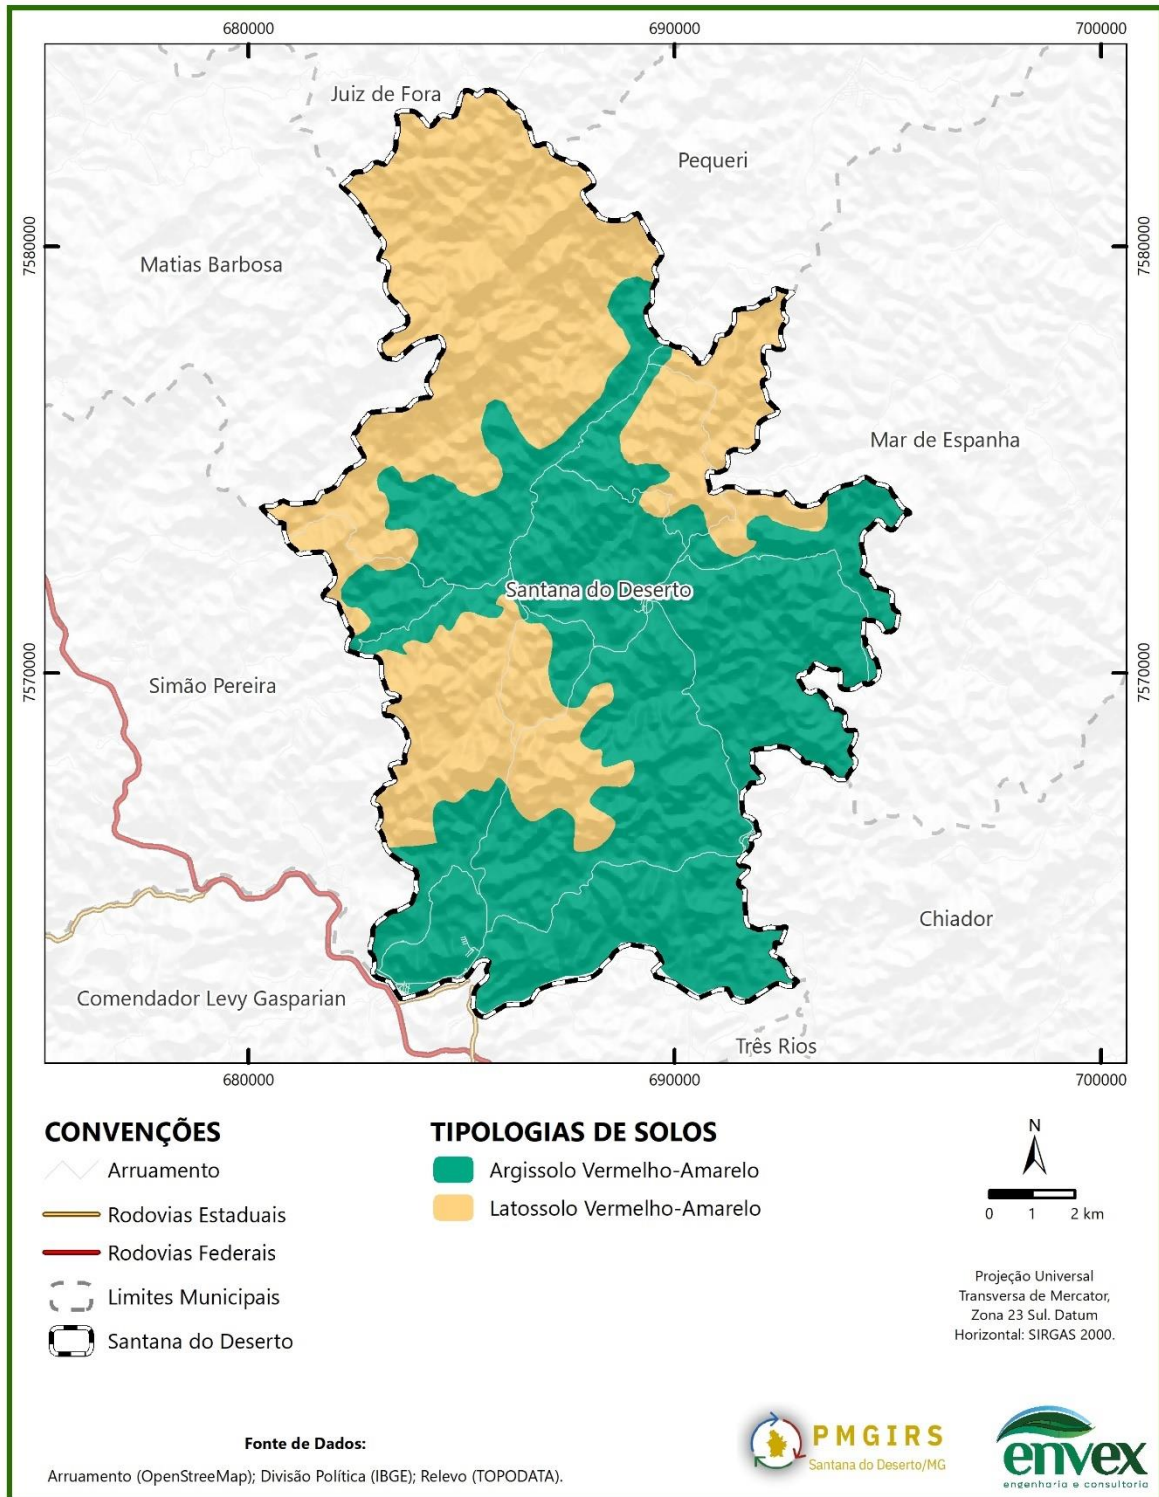 680000
690000
700000
Juiz de Fora
Pequeri
7580000
7580000
Matias Barbosa
Mar de Espanha
Santana do Deserto
7570000
7570000
Simão Pereira
Chiador
Comendador Levy Gasparian
Três Rios
680000
690000
700000
CONVENÇÕES
Arruamento
Rodovias Estaduais
Rodovias Federais
Limites Municipais
Santana do Deserto
TIPOLOGIAS DE SOLOS
Argissolo Vermelho-Amarelo
Latossolo Vermelho-Amarelo
N
0 1 2 km
Projeção Universal
Transversa de Mercator,
Zona 23 Sul. Datum
Horizontal: SIRGAS 2000.
Fonte de Dados:
Arruamento (OpenStreeMap); Divisão Política (IBGE); Relevo (TOPODATA).
PMGIRS
Santana do Deserto/MG
envex
engenharia e consultoria